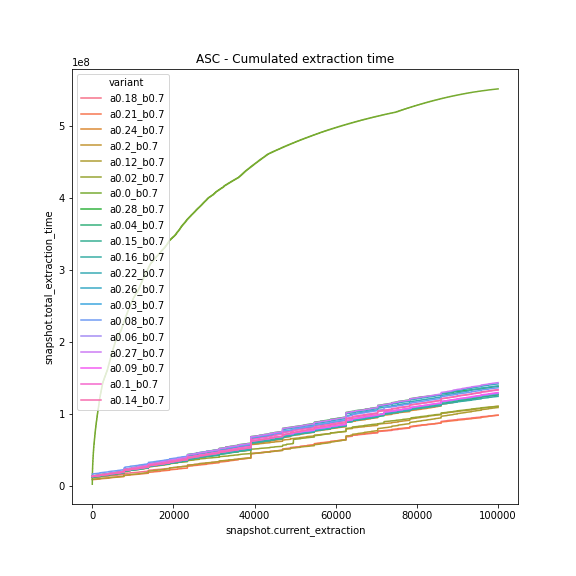 ASC - Cumulated extraction time
1e8
variant
a0.18_b0.7
a0.21_b0.7
a0.24_b0.7
a0.2_b0.7
a0.12_b0.7
a0.02_b0.7
a0.0_b0.7
a0.28_b0.7
a0.04_b0.7
a0.15_b0.7
a0.16_b0.7
a0.22_b0.7
a0.26_b0.7
a0.03_b0.7
a0.08_b0.7
a0.06_b0.7
a0.27_b0.7
a0.09_b0.7
a0.1_b0.7
a0.14_b0.7
5
4
3
2
1
0
snapshot.total_extraction_time
0 20000 40000 60000 80000 100000
snapshot.current_extraction